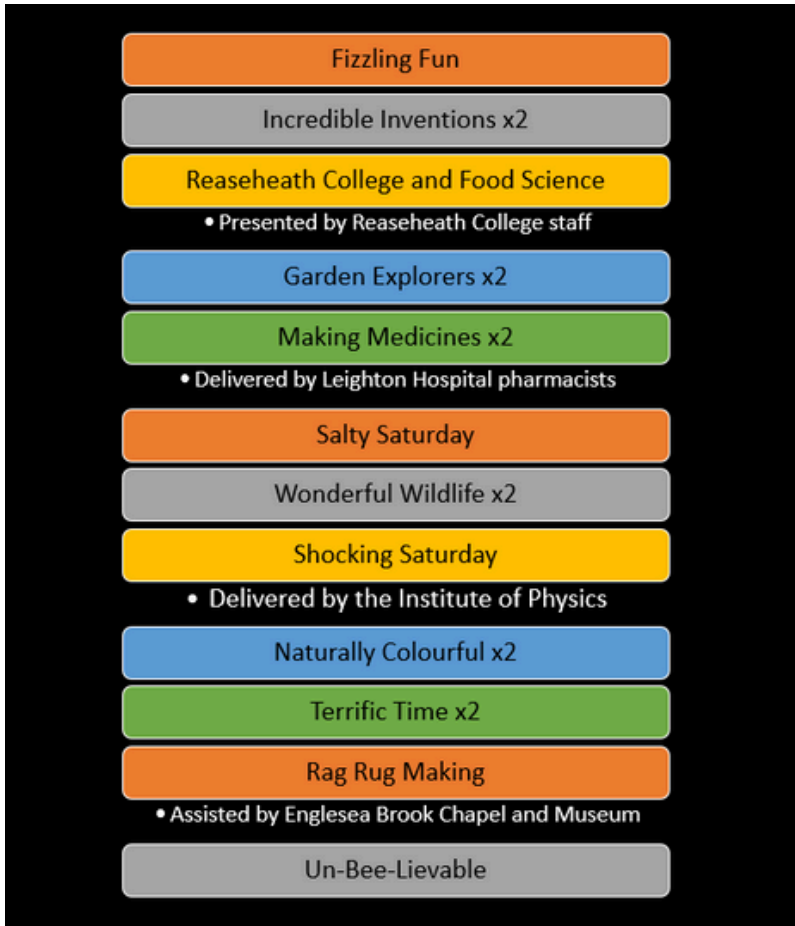 Fizzling Fun
Incredible Inventions x2
Reaseheath College and Food Science
• Presented by Reaseheath College staff
Garden Explorers x2
Making Medicines x2
• Delivered by Leighton Hospital pharmacists
Salty Saturday
Wonderful Wildlife x2
Shocking Saturday
• Delivered by the Institute of Physics
Naturally Colourful x2
Terrific Time x2
Rag Rug Making
• Assisted by Englesea Brook Chapel and Museum
Un-Bee-Lievable